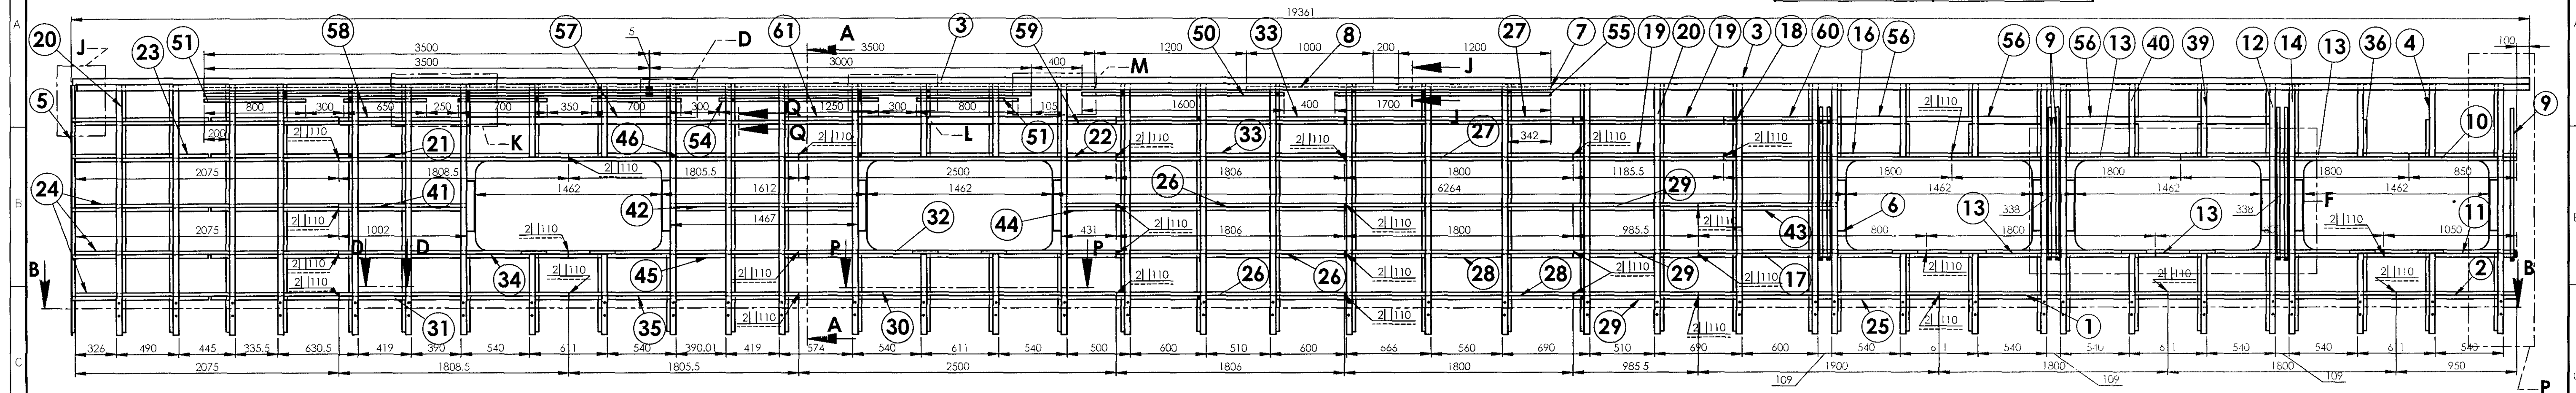 19361
A
3500 5 D A 3500 1200 1000 200 1200 100
3500 3000 400 M J
20 J 23 51 58 57 61 3 59 50 33 8 27 7 55 19 20 19 3 18 60 16 56 56 9 56 13 40 39 12 14 13 36 4
5 800 300 650 250 700 350 700 300 1250 300 800 105 1600 400 1700 J 2||110 9
200 K Q Q L 342
2||110 21 46 54 2||110 51 22 2||110 33 2||110 27 2||110 2||110 10
2075 1808.5 2||110 1805.5 2500 1806 1800 1185.5 1800 1800 1800 850
24 1462 1612 1462 6264 1462 1462 1462
B
41 42 32 44 26 29 6 338 13 338 F
2||110 1467 2||110 2||110 2||110 43 13 2||110 11
2075 1002 2||110 431 1806 1800 985.5 1800 1800 1050
D D P P
B 2||110 34 2||110 45 2||110 2||110 26 26 2||110 28 28 2||110 29 2||110 17 2||110 2||110 2||110 2 B
2||110
31 35 A 30 2||110 29 2||110 25 2||110 1
326 490 445 335.5 630.5 419 390 540 611 540 390.01 419 574 540 611 540 500 600 510 600 666 560 690 510 690 600 540 540 540 540 540 540
C
2075 1808.5 1805.5 2500 1806 1800 985.5 1900 1800 1800 950
109 109 109 P